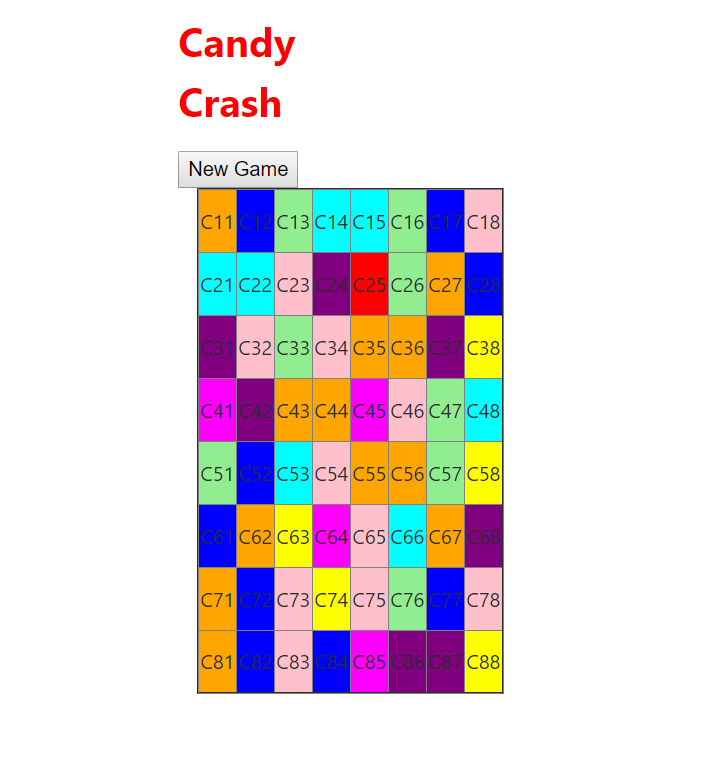 Candy
Crash
New Game
C11 C12 C13 C14 C15 C16 C17 C18
C21 C22 C23 C24 C25 C26 C27 C28
C31 C32 C33 C34 C35 C36 C37 C38
C41 C42 C43 C44 C45 C46 C47 C48
C51 C52 C53 C54 C55 C56 C57 C58
C61 C62 C63 C64 C65 C66 C67 C68
C71 C72 C73 C74 C75 C76 C77 C78
C81 C82 C83 C84 C85 C86 C87 C88